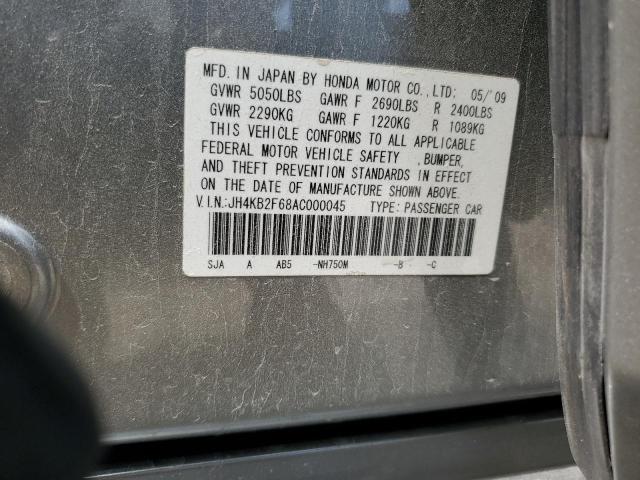 MFD. IN JAPAN BY HONDA MOTOR CO.,LTD: 05/'09
GVWR 5050LBS GAWR F 2690LBS R 2400LBS
GVWR 2290KG GAWR F 1220KG R 1089KG
THIS VEHICLE CONFORMS TO ALL APPLICABLE
FEDERAL MOTOR VEHICLE SAFETY ,BUMPER,
AND THEFT PREVENTION STANDARDS IN EFFECT
ON THE DATE OF MANUFACTURE SHOWN ABOVE.
V.I.N.:JH4KB2F68AC000045 TYPE: PASSENGER CAR
SJA A AB5 -NH750M -B -C